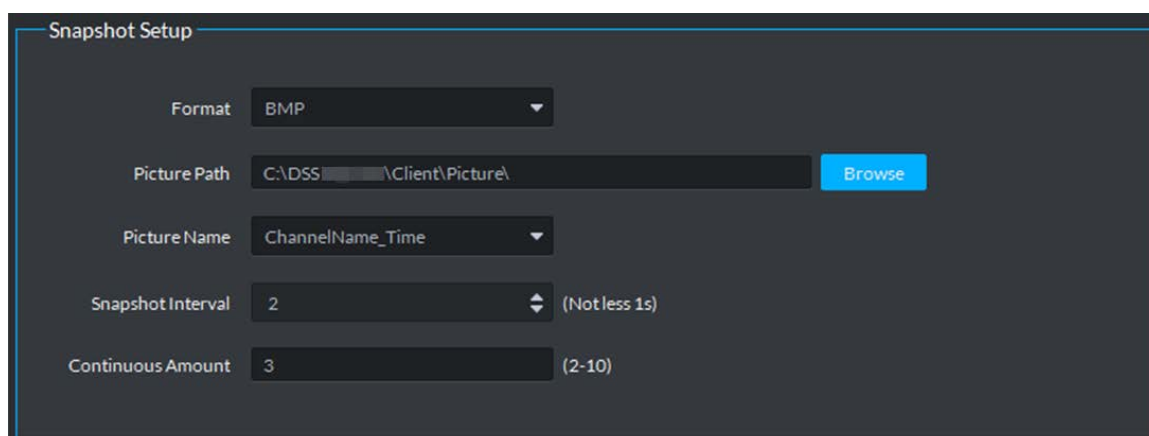 Snapshot Setup
Format BMP
Picture Path C:\DSS \Client\Picture\ Browse
Picture Name ChannelName_Time
Snapshot Interval 2 (Not less 1s)
Continuous Amount 3 (2-10)